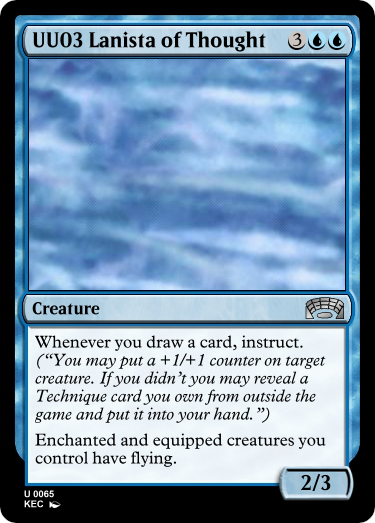 UU03 Lanista of Thought 3
Creature
Whenever you draw a card, instruct.
(“You may put a +1/+1 counter on target
creature. If you didn’t you may reveal a
Technique card you own from outside the
game and put it into your hand.”)
Enchanted and equipped creatures you
control have flying.
2/3
U 0065
KEC